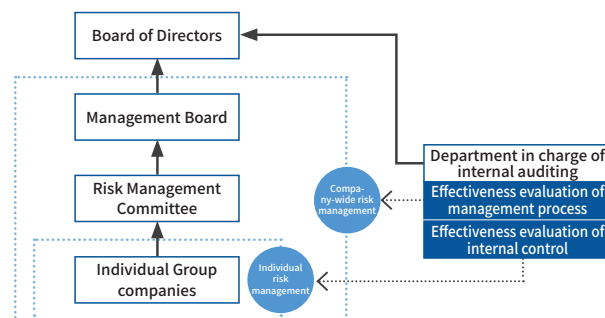 Board of Directors
Management Board
Department in charge of
internal auditing
Effectiveness evaluation of
management process
Effectiveness evaluation of
internal control
Compa-
ny-wide risk
management
Risk Management
Committee
Individual
risk
management
Individual Group
companies